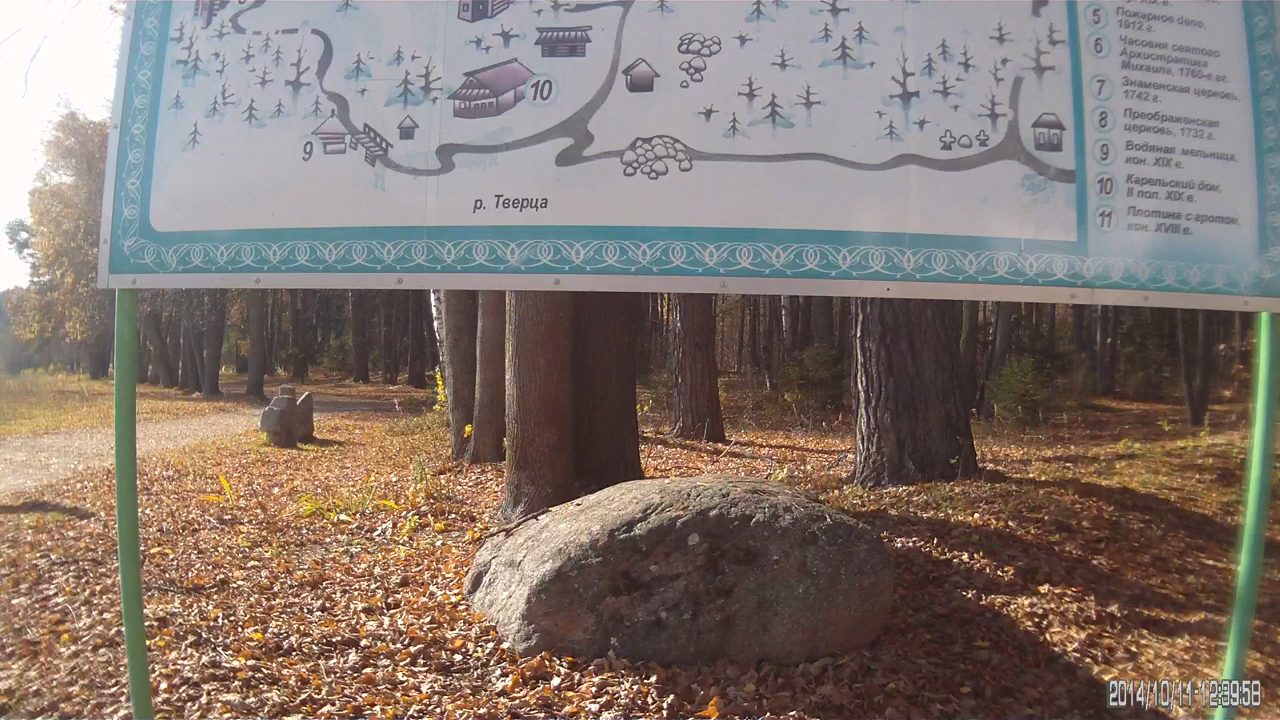 10
9
р. Тверца
5 Пожарное депо,
1912 г.
6 Часовня святого
Архистратига
Михаила, 1760-е гг.
7 Знаменская церковь,
1742 г.
8 Преображенская
церковь, 1732 г.
9 Водяная мельница,
кон. XIX в.
10 Карельский дом,
II пол. XIX в.
11 Плотина с гротом,
кон. XVIII в.
2014/10/11-12:39:58